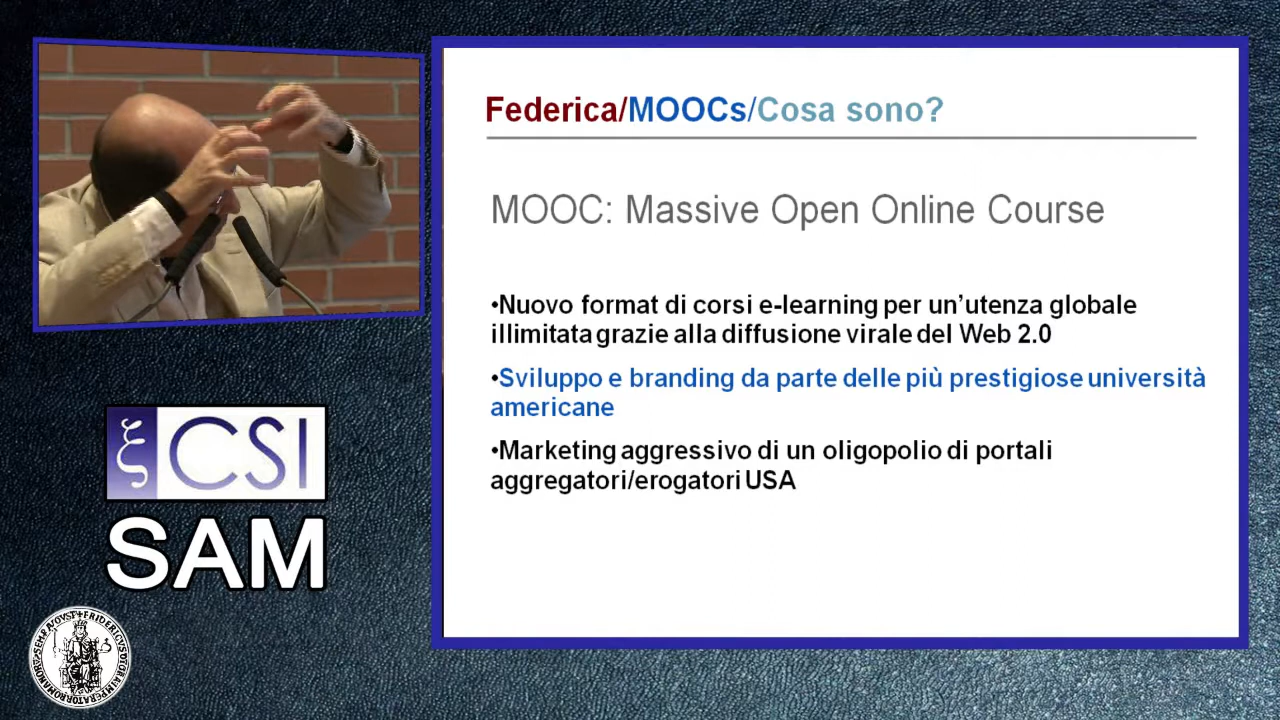 Federica/MOOCs/Cosa sono?
MOOC: Massive Open Online Course
•Nuovo format di corsi e-learning per un’utenza globale
illimitata grazie alla diffusione virale del Web 2.0
•Sviluppo e branding da parte delle più prestigiose università
americane
•Marketing aggressivo di un oligopolio di portali
aggregatori/erogatori USA
ξ CSI
SAM